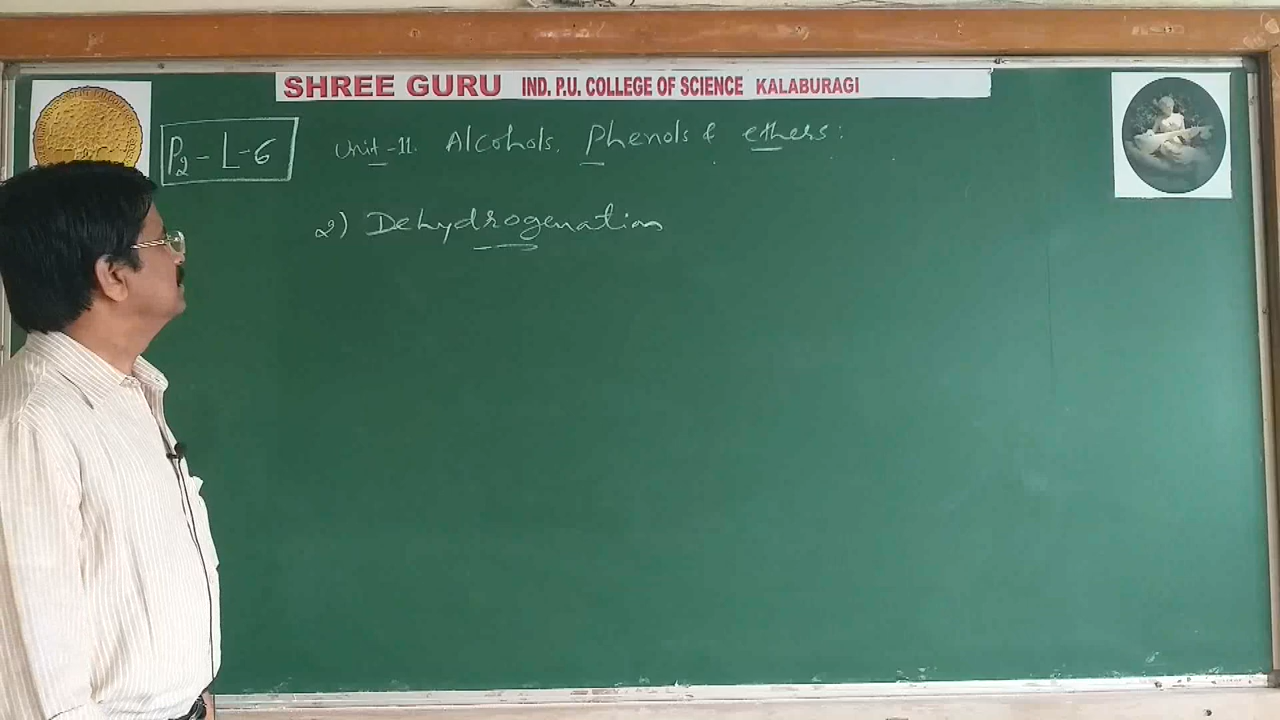 SHREE GURU IND. P.U. COLLEGE OF SCIENCE KALABURAGI
P2-L-6
Unit-11. Alcohols, Phenols & ethers:
2) Dehydrogenation